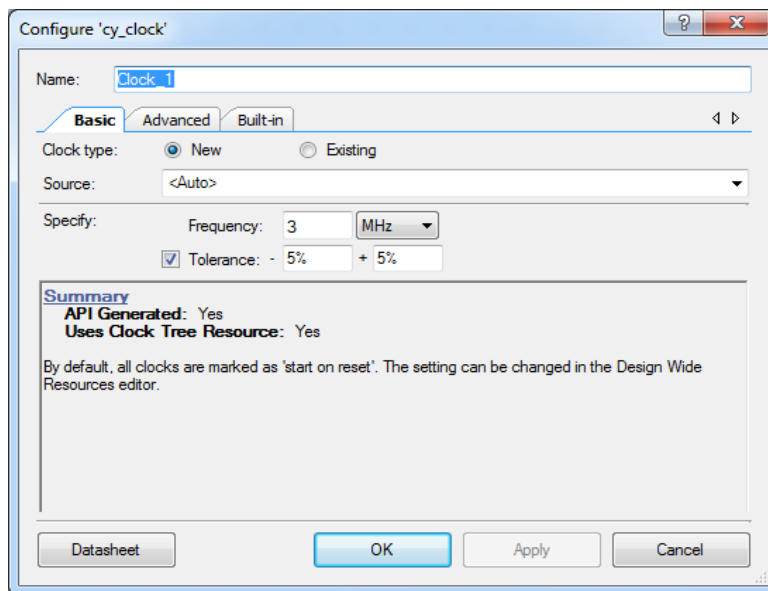 Configure 'cy_clock'
Name: Clock_1
Basic Advanced Built-in
Clock type: New Existing
Source: <Auto>
Specify: Frequency: 3 MHz
Tolerance: - 5% + 5%
Summary
API Generated: Yes
Uses Clock Tree Resource: Yes
By default, all clocks are marked as 'start on reset'. The setting can be changed in the Design Wide
Resources editor.
Datasheet OK Apply Cancel